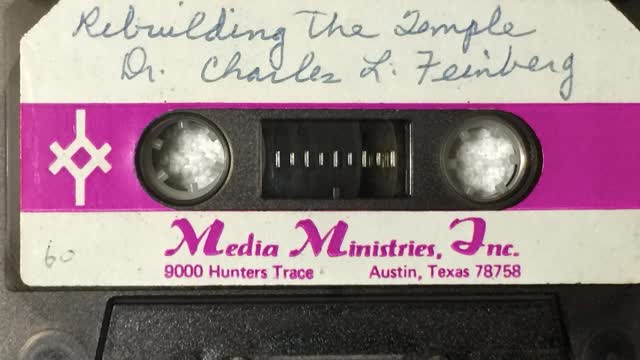 Rebuilding The Temple
Dr. Charles L. Feinberg
Media Ministries, Inc.
9000 Hunters Trace Austin, Texas 78758
60